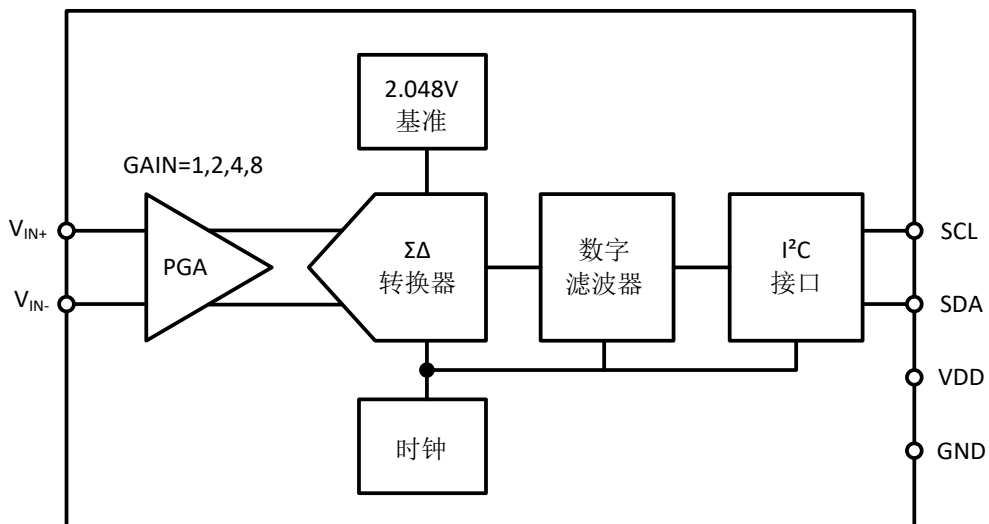 2.048V
基准
GAIN=1,2,4,8
VIN+
VIN-
PGA
ΣΔ
转换器
数字
滤波器
I²C
接口
SCL
SDA
VDD
GND
时钟